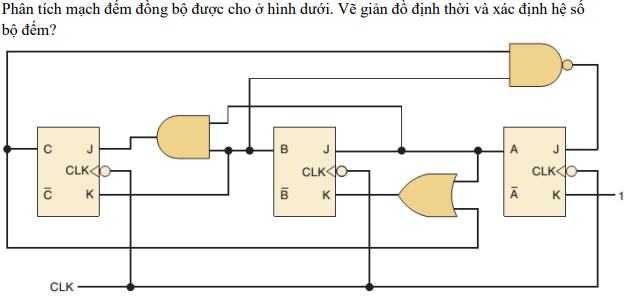 Phân tích mạch đếm đồng bộ được cho ở hình dưới. Vẽ giản đồ định thời và xác định hệ số
bộ đếm?
C J B J A J
CLK CLK CLK
C̅ K B̅ K A̅ K 1
CLK